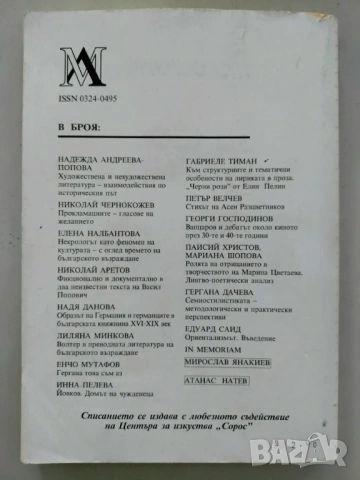 ЛМ
ISSN 0324-0495
В БРОЯ:
НАДЕЖДА АНДРЕЕВА-
ПОПОВА
Художествена и нехудожествена
литература – взаимодействия по
историческия път
НИКОЛАЙ ЧЕРНОКОЖЕВ
Прокламациите – гласове на
желанието
ЕЛЕНА НАЛБАНТОВА
Некрологът като феномен на
културата – с оглед времето на
българското възраждане
НИКОЛАЙ АРЕТОВ
Фикционално и документално в
два неизвестни текста на Васил
Попович
НАДЯ ДАНОВА
Образът на Германия и германците в
българската книжнина XVI-XIX век
ЛИДЯНА МИНКОВА
Волтер в преводната литература на
българското възраждане
ЕНЧО МУТАФОВ
Гергана това съм аз
ИННА ПЕЛЕВА
Йовков. Домът на чужденеца
ГАБРИЕЛЕ ТИМАН
Към структурните и тематични
особености на лириката в проза.
"Черни рози" от Елин Пелин
ПЕТЪР ВЕЛЧЕВ
Стихът на Асен Разцветников
ГЕОРГИ ГОСПОДИНОВ
Вапцаров и дебатът около киното
през 30-те и 40-те години
ПАИСИЙ ХРИСТОВ,
МАРИАНА ШОПОВА
Ролята на отрицанието в
творчеството на Марина Цветаева.
Лингво-поетически анализ
ГЕРГАНА ДАЧЕВА
Семностилистиката –
методологически и практически
перспективи
ЕДУАРД САИД
Ориентализмът. Въведение
IN MEMORIAM
МИРОСЛАВ ЯНАКИЕВ
АТАНАС НАТЕВ
Списанието се издава с любезното съдействие
на Центъра за изкуства „Сорос"
bazar